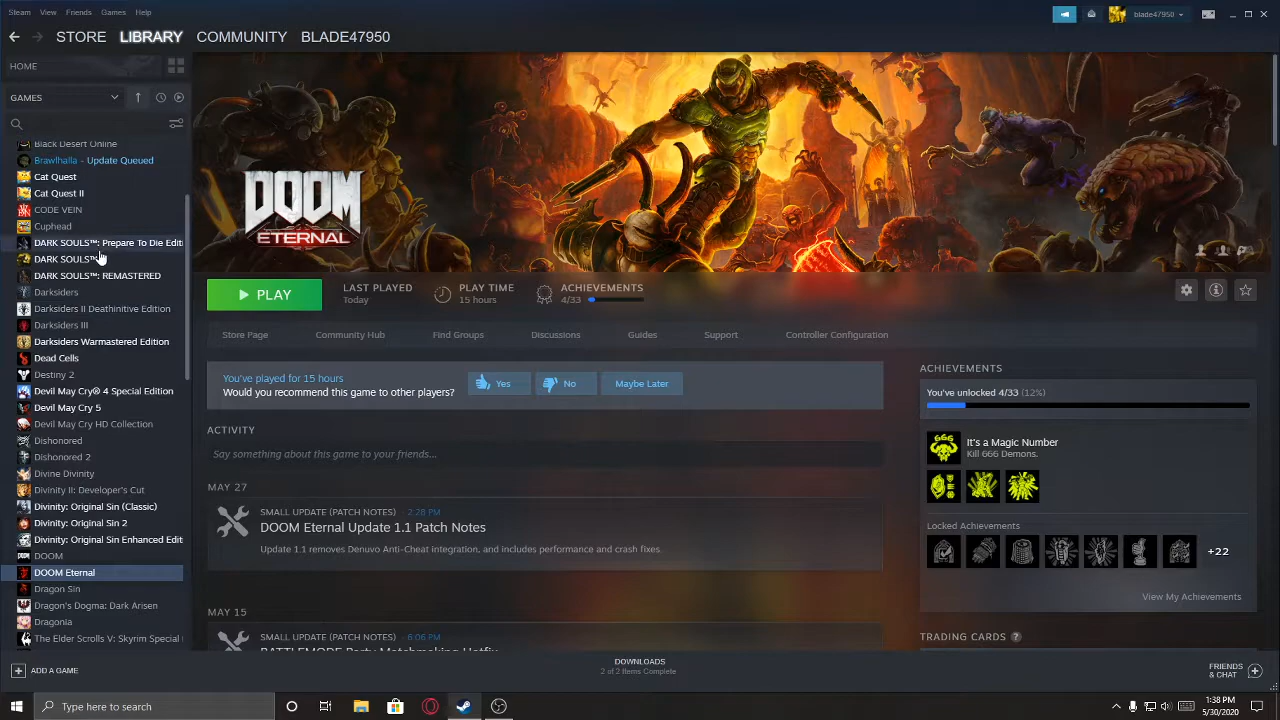 Steam View Friends Games Help
blade47950
STORE LIBRARY COMMUNITY BLADE47950
HOME
GAMES
Black Desert Online
Brawlhalla - Update Queued
Cat Quest
Cat Quest II
CODE VEIN
Cuphead
DARK SOULS™: Prepare To Die Editi
DARK SOULS™
DARK SOULS™: REMASTERED
Darksiders
Darksiders II Deathinitive Edition
Darksiders III
Darksiders Warmastered Edition
Dead Cells
Destiny 2
Devil May Cry® 4 Special Edition
Devil May Cry 5
Devil May Cry HD Collection
Dishonored
Dishonored 2
Divine Divinity
Divinity II: Developer's Cut
Divinity: Original Sin (Classic)
Divinity: Original Sin 2
Divinity: Original Sin Enhanced Edit
DOOM
DOOM Eternal
Dragon Sin
Dragon's Dogma: Dark Arisen
Dragonia
The Elder Scrolls V: Skyrim Special
ADD A GAME
DOOM
ETERNAL
PLAY
LAST PLAYED
Today
PLAY TIME
15 hours
ACHIEVEMENTS
4/33
Store Page Community Hub Find Groups Discussions Guides Support Controller Configuration
You've played for 15 hours
Would you recommend this game to other players?
Yes No Maybe Later
ACTIVITY
Say something about this game to your friends...
MAY 27
SMALL UPDATE (PATCH NOTES) - 2:28 PM
DOOM Eternal Update 1.1 Patch Notes
Update 1.1 removes Denuvo Anti-Cheat integration, and includes performance and crash fixes.
MAY 15
SMALL UPDATE (PATCH NOTES) - 6:06 PM
BATTLEMODE Party Matchmaking Hotfix
ACHIEVEMENTS
You've unlocked 4/33 (12%)
666
It's a Magic Number
Kill 666 Demons.
Locked Achievements
+22
View My Achievements
TRADING CARDS ?
DOWNLOADS
2 of 2 Items Complete
FRIENDS
& CHAT
Type here to search
1:38 PM
5/30/2020